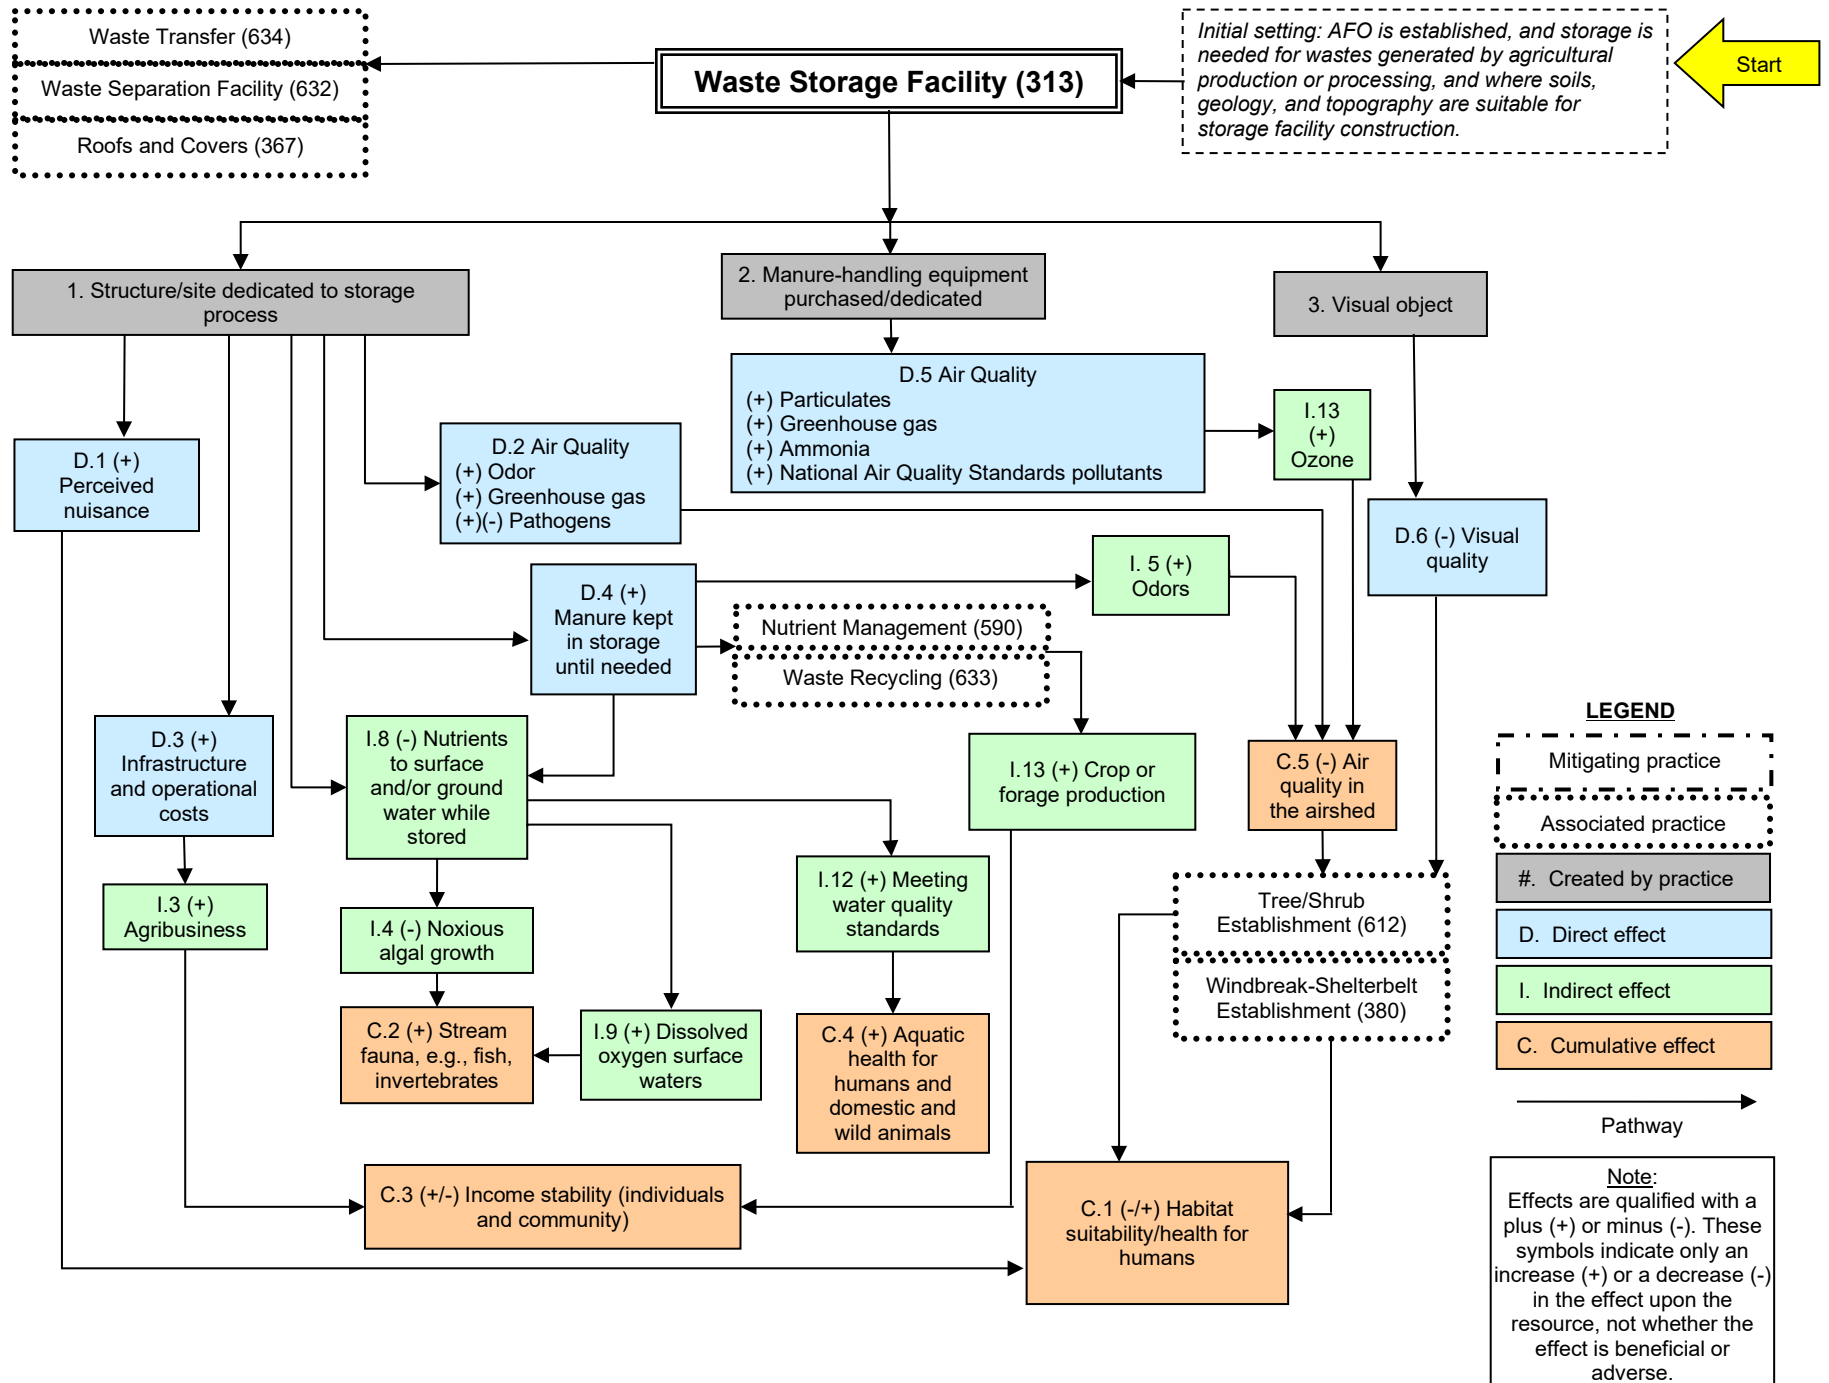 Waste Transfer (634)
Waste Separation Facility (632)
Roofs and Covers (367)
Waste Storage Facility (313)
Initial setting: AFO is established, and storage is
needed for wastes generated by agricultural
production or processing, and where soils,
geology, and topography are suitable for
storage facility construction.
Start
1. Structure/site dedicated to storage
process
2. Manure-handling equipment
purchased/dedicated
3. Visual object
D.5 Air Quality
(+) Particulates
(+) Greenhouse gas
(+) Ammonia
(+) National Air Quality Standards pollutants
I.13
(+)
Ozone
D.1 (+)
Perceived
nuisance
D.2 Air Quality
(+) Odor
(+) Greenhouse gas
(+)(-) Pathogens
D.6 (-) Visual
quality
D.4 (+)
Manure kept
in storage
until needed
I. 5 (+)
Odors
Nutrient Management (590)
Waste Recycling (633)
D.3 (+)
Infrastructure
and operational
costs
I.8 (-) Nutrients
to surface
and/or ground
water while
stored
I.13 (+) Crop or
forage production
C.5 (-) Air
quality in
the airshed
I.3 (+)
Agribusiness
I.4 (-) Noxious
algal growth
I.12 (+) Meeting
water quality
standards
Tree/Shrub
Establishment (612)
Windbreak-Shelterbelt
Establishment (380)
C.2 (+) Stream
fauna, e.g., fish,
invertebrates
I.9 (+) Dissolved
oxygen surface
waters
C.4 (+) Aquatic
health for
humans and
domestic and
wild animals
C.3 (+/-) Income stability (individuals
and community)
C.1 (-/+) Habitat
suitability/health for
humans
LEGEND
Mitigating practice
Associated practice
#. Created by practice
D. Direct effect
I. Indirect effect
C. Cumulative effect
Pathway
Note:
Effects are qualified with a
plus (+) or minus (-). These
symbols indicate only an
increase (+) or a decrease (-)
in the effect upon the
resource, not whether the
effect is beneficial or
adverse.